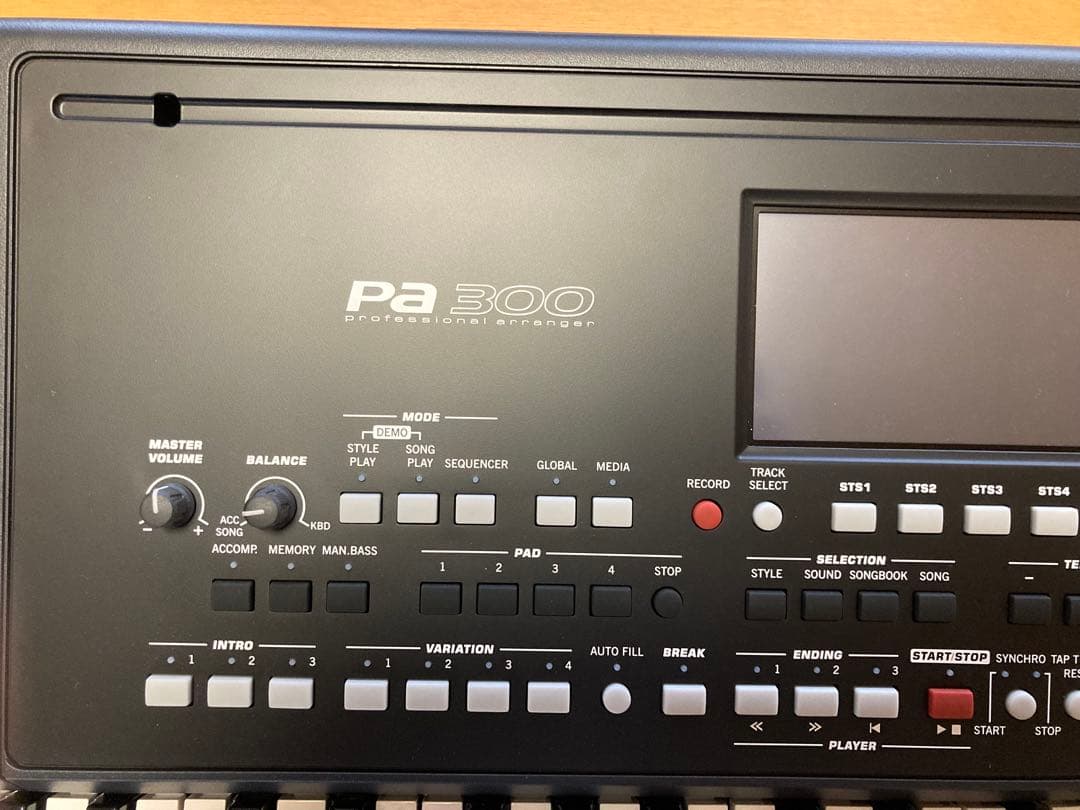 Pa 300
professional arranger
MODE
DEMO
STYLE PLAY
SONG PLAY
SEQUENCER
GLOBAL
MEDIA
MASTER VOLUME
- +
BALANCE
ACC SONG
KBD
RECORD
TRACK SELECT
STS1 STS2 STS3 STS4
ACCOMP. MEMORY MAN.BASS
PAD
1 2 3 4 STOP
SELECTION
STYLE SOUND SONGBOOK SONG
-
INTRO
1 2 3
VARIATION
1 2 3 4
AUTO FILL
BREAK
ENDING
1 2 3
START/STOP
SYNCHRO
START STOP
TAP
PLAYER